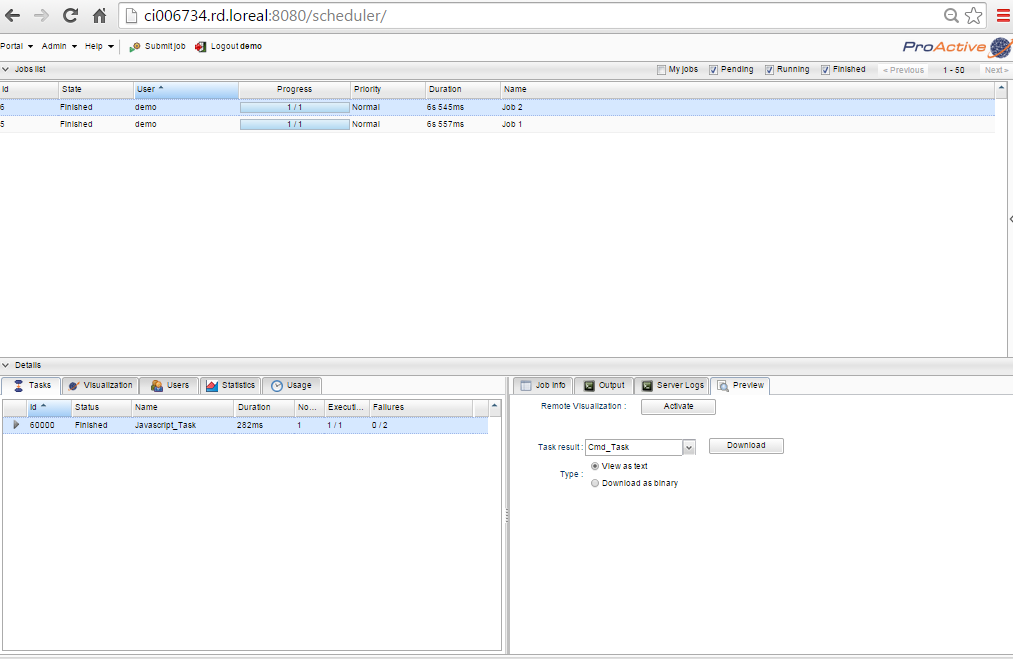 ci006734.rd.loreal:8080/scheduler/
Portal Admin Help Submit job Logout demo ProActive
Jobs list My jobs Pending Running Finished < Previous 1 - 50 Next >
Id State User Progress Priority Duration Name
6 Finished demo 1 / 1 Normal 6s 545ms Job 2
5 Finished demo 1 / 1 Normal 6s 557ms Job 1
Details
Tasks Visualization Users Statistics Usage Job Info Output Server Logs Preview
Id Status Name Duration No... Executi... Failures
60000 Finished Javascript_Task 282ms 1 1 / 1 0 / 2
Remote Visualization : Activate
Task result : Cmd_Task Download
Type : View as text
Download as binary